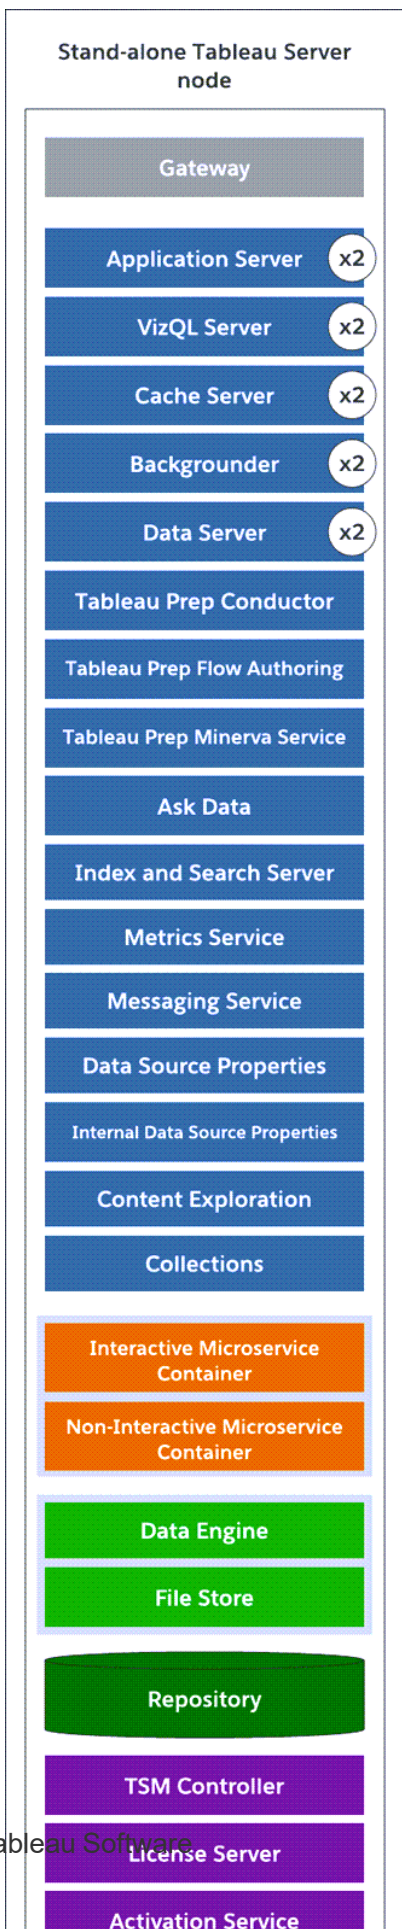 Stand-alone Tableau Server
node
Gateway
Application Server x2
VizQL Server x2
Cache Server x2
Backgrounder x2
Data Server x2
Tableau Prep Conductor
Tableau Prep Flow Authoring
Tableau Prep Minerva Service
Ask Data
Index and Search Server
Metrics Service
Messaging Service
Data Source Properties
Internal Data Source Properties
Content Exploration
Collections
Interactive Microservice
Container
Non-Interactive Microservice
Container
Data Engine
File Store
Repository
TSM Controller
ableau Software
License Server
Activation Service